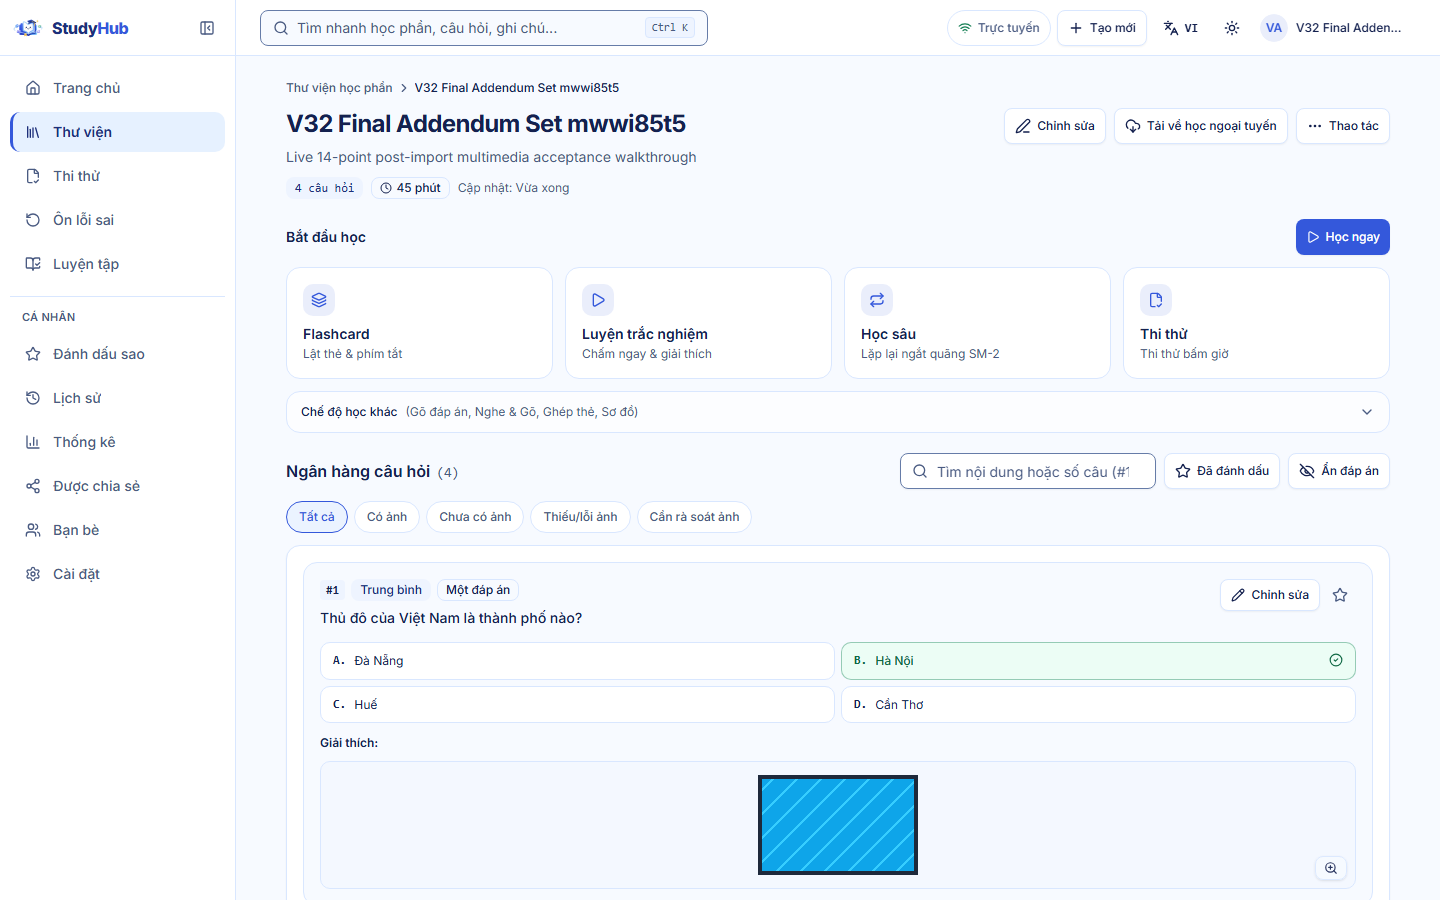 StudyHub
Tìm nhanh học phần, câu hỏi, ghi chú...
Ctrl K
Trực tuyến
Tạo mới
VI
VA
V32 Final Adden...
Trang chủ
Thư viện
Thi thử
Ôn lỗi sai
Luyện tập
CÁ NHÂN
Đánh dấu sao
Lịch sử
Thống kê
Được chia sẻ
Bạn bè
Cài đặt
Thư viện học phần > V32 Final Addendum Set mwwi85t5
V32 Final Addendum Set mwwi85t5
Chỉnh sửa
Tải về học ngoại tuyến
Thao tác
Live 14-point post-import multimedia acceptance walkthrough
4 câu hỏi
45 phút
Cập nhật: Vừa xong
Bắt đầu học
Học ngay
Flashcard
Lật thẻ & phím tắt
Luyện trắc nghiệm
Chấm ngay & giải thích
Học sâu
Lặp lại ngắt quãng SM-2
Thi thử
Thi thử bấm giờ
Chế độ học khác (Gõ đáp án, Nghe & Gõ, Ghép thẻ, Sơ đồ)
Ngân hàng câu hỏi (4)
Tìm nội dung hoặc số câu (#1
Đã đánh dấu
Ẩn đáp án
Tất cả
Có ảnh
Chưa có ảnh
Thiếu/lỗi ảnh
Cần rà soát ảnh
#1
Trung bình
Một đáp án
Chỉnh sửa
Thủ đô của Việt Nam là thành phố nào?
A. Đà Nẵng
B. Hà Nội
C. Huế
D. Cần Thơ
Giải thích: